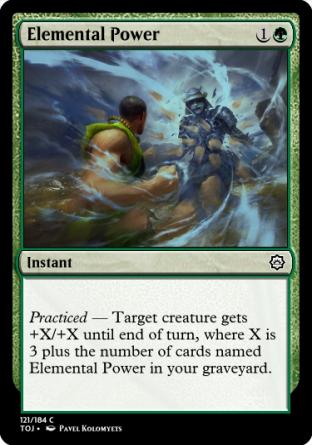 Elemental Power 1
Instant
Practiced — Target creature gets
+X/+X until end of turn, where X is
3 plus the number of cards named
Elemental Power in your graveyard.
121/184 C
TOJ • Pavel Kolomyets